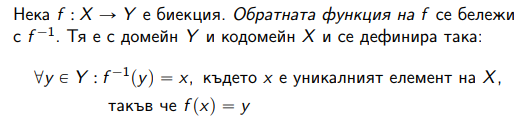 Нека f : X → Y е биекция. Обратната функция на f се бележи
с f⁻¹. Тя е с домейн Y и кодомейн X и се дефинира така:
∀y ∈ Y : f⁻¹(y) = x, където x е уникалният елемент на X,
такъв че f(x) = y